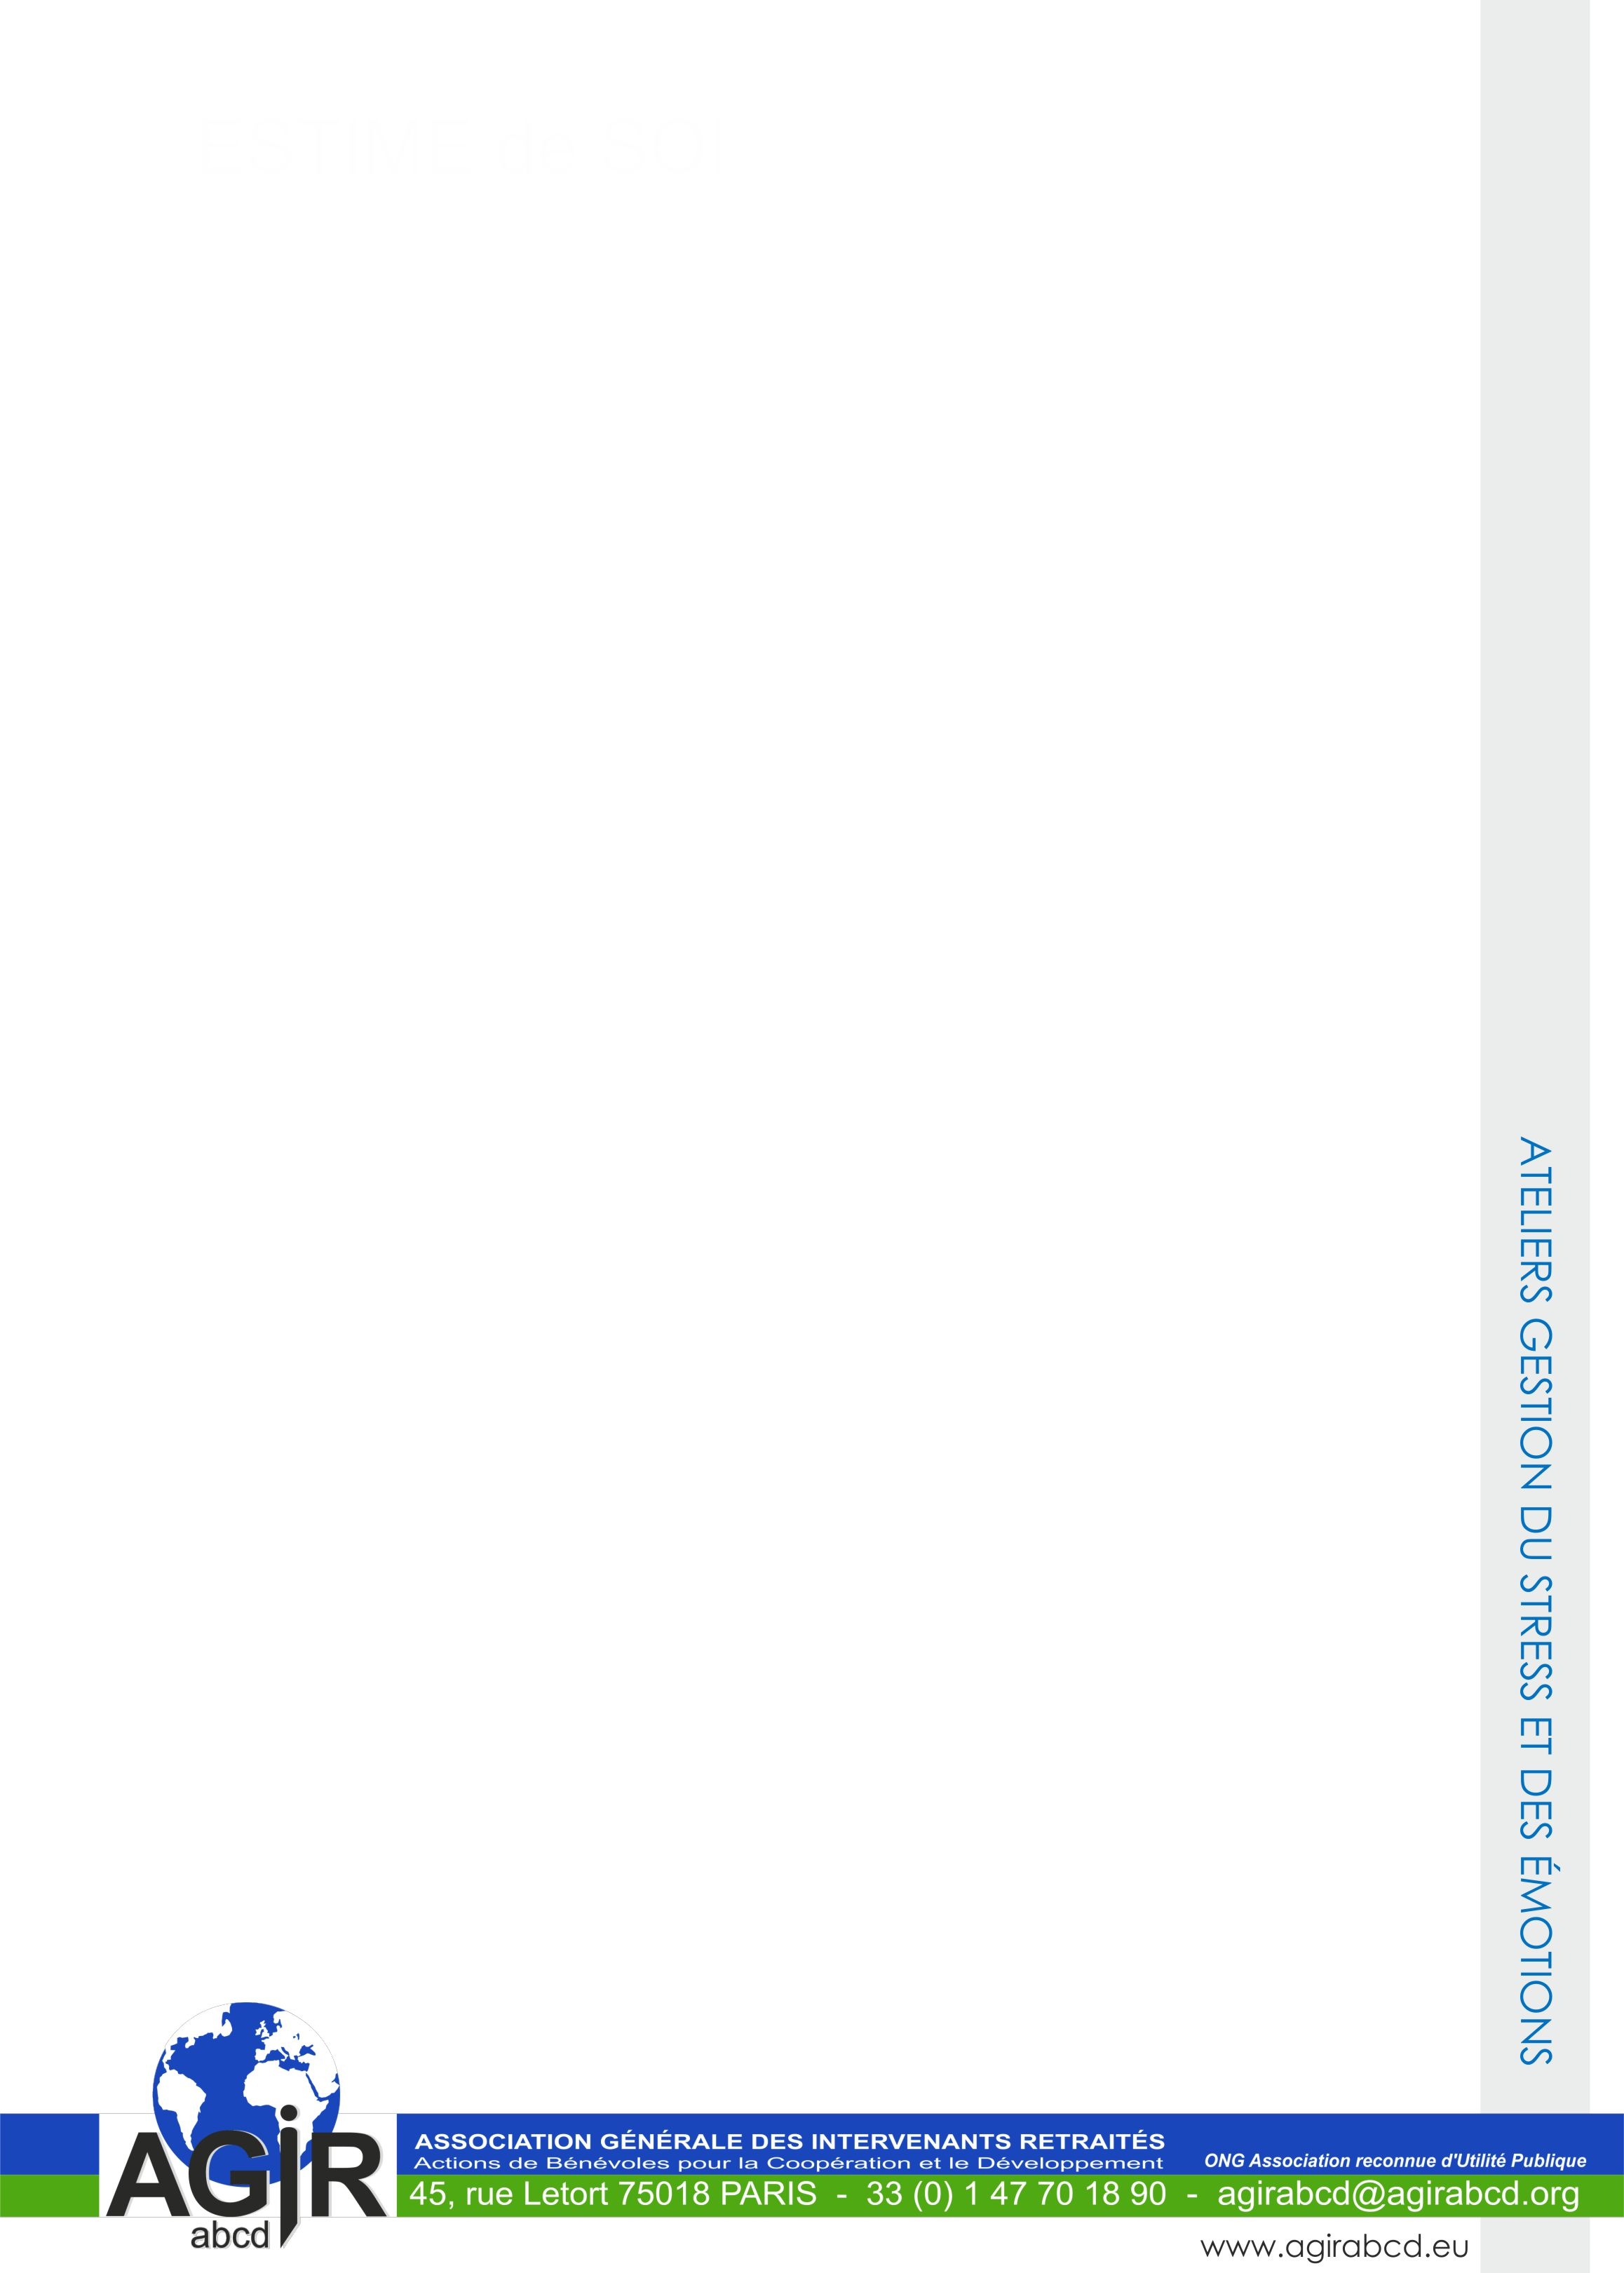 ESTIME de SOI
ATELIERS GESTION DU STRESS ET DES ÉMOTIONS
AGiR
abcd
ASSOCIATION GÉNÉRALE DES INTERVENANTS RETRAITÉS
Actions de Bénévoles pour la Coopération et le Développement
ONG Association reconnue d'Utilité Publique
45, rue Letort 75018 PARIS - 33 (0) 1 47 70 18 90 - agirabcd@agirabcd.org
www.agirabcd.eu